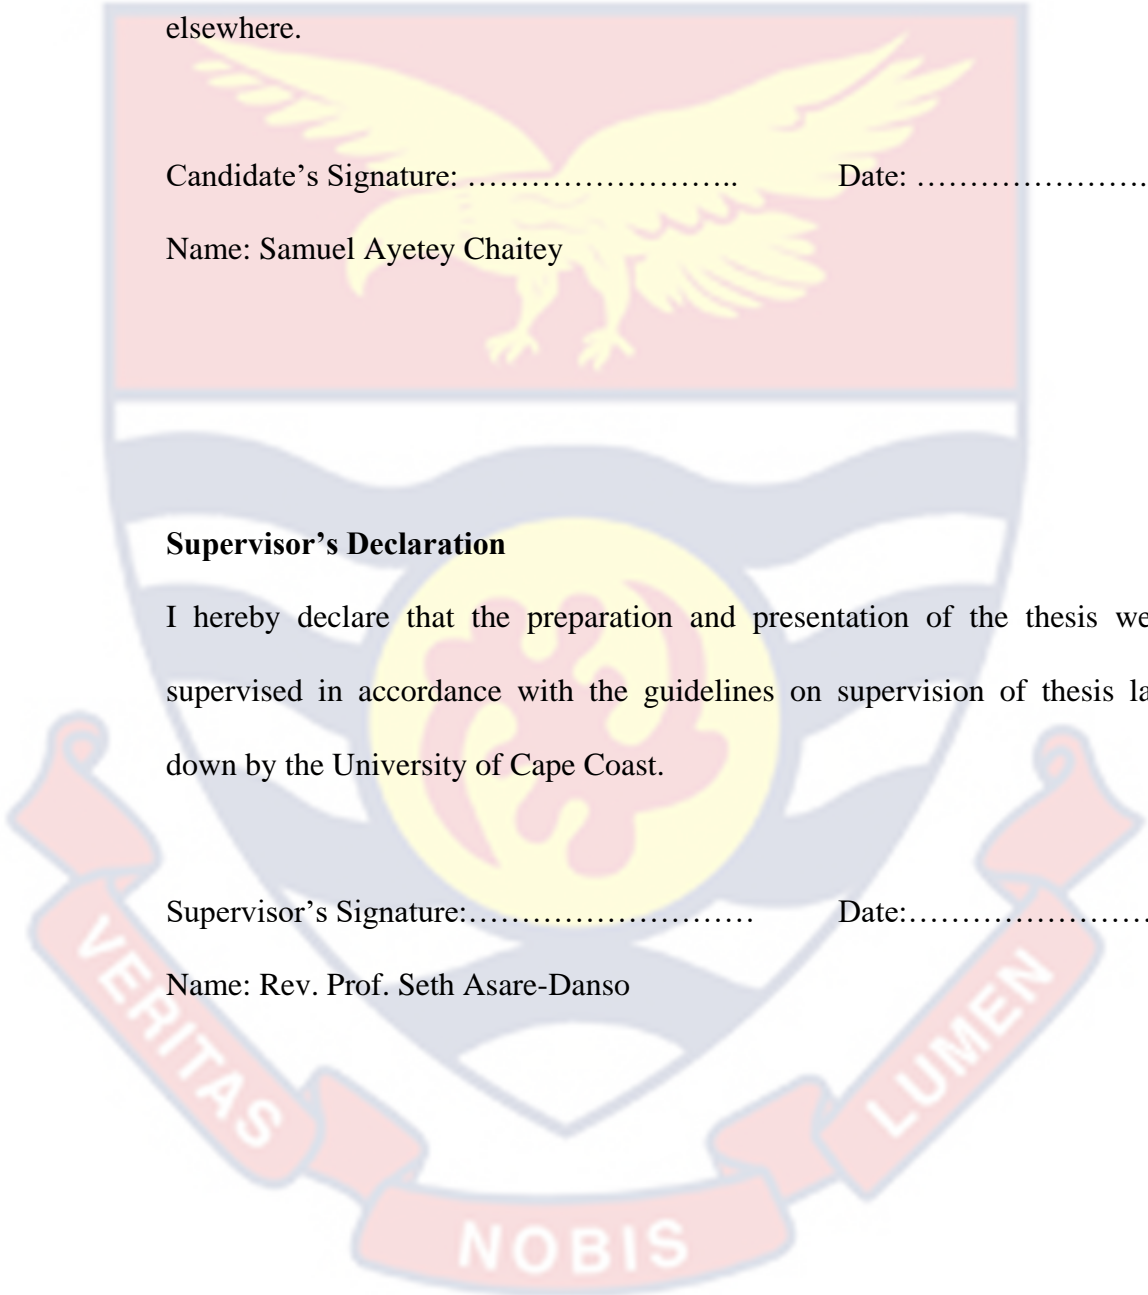 elsewhere.
Candidate’s Signature: …………………….. Date: ………………….
Name: Samuel Ayetey Chaitey
Supervisor’s Declaration
I hereby declare that the preparation and presentation of the thesis we
supervised in accordance with the guidelines on supervision of thesis la
down by the University of Cape Coast.
Supervisor’s Signature:……………………… Date:………………….
Name: Rev. Prof. Seth Asare-Danso
VERITAS
NOBIS
LUMEN